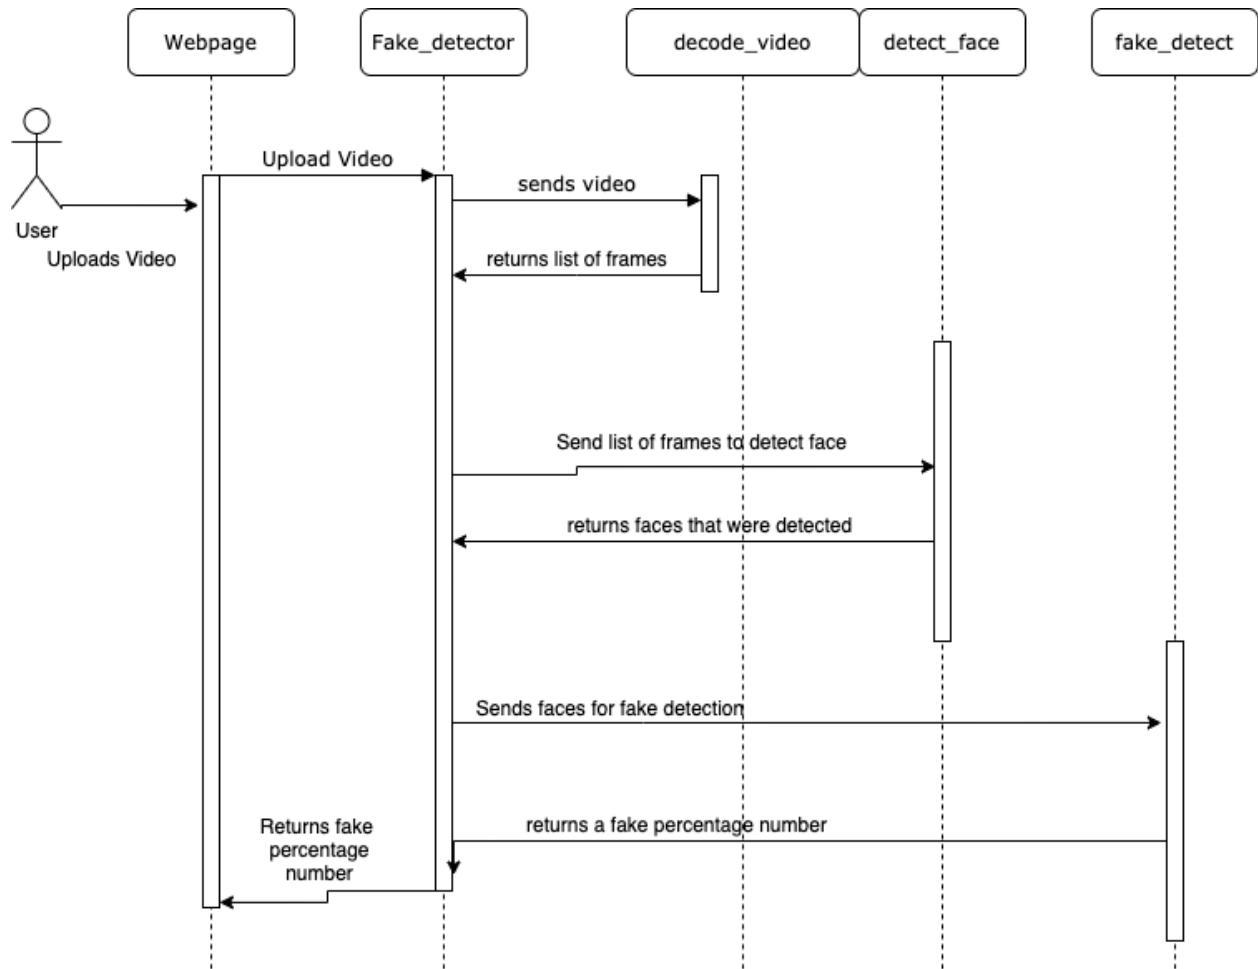 Webpage
Fake_detector
decode_video
detect_face
fake_detect
Upload Video
sends video
User
Uploads Video
returns list of frames
Send list of frames to detect face
returns faces that were detected
Sends faces for fake detection
returns a fake percentage number
Returns fake
percentage
number